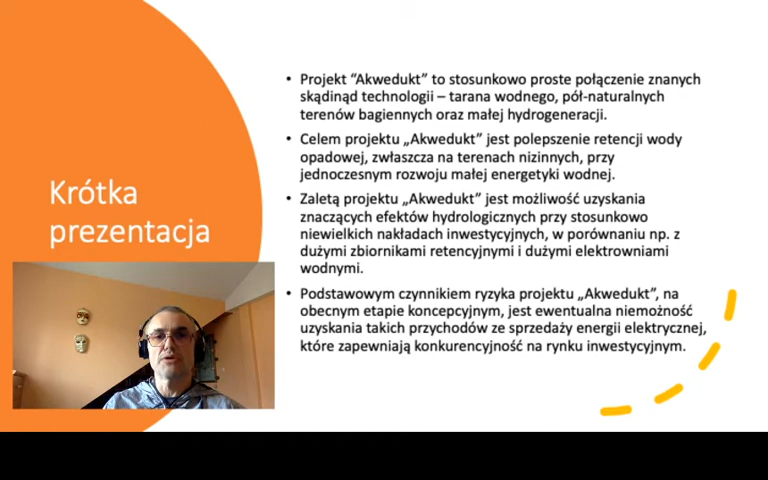 Krótka
prezentacja
• Projekt “Akwedukt” to stosunkowo proste połączenie znanych
skądinąd technologii – tarana wodnego, pół-naturalnych
terenów bagiennych oraz małej hydrogeneracji.
• Celem projektu „Akwedukt” jest polepszenie retencji wody
opadowej, zwłaszcza na terenach nizinnych, przy
jednoczesnym rozwoju małej energetyki wodnej.
• Zaletą projektu „Akwedukt” jest możliwość uzyskania
znaczących efektów hydrologicznych przy stosunkowo
niewielkich nakładach inwestycyjnych, w porównaniu np. z
dużymi zbiornikami retencyjnymi i dużymi elektrowniami
wodnymi.
• Podstawowym czynnikiem ryzyka projektu „Akwedukt”, na
obecnym etapie koncepcyjnym, jest ewentualna niemożność
uzyskania takich przychodów ze sprzedaży energii elektrycznej,
które zapewniają konkurencyjność na rynku inwestycyjnym.